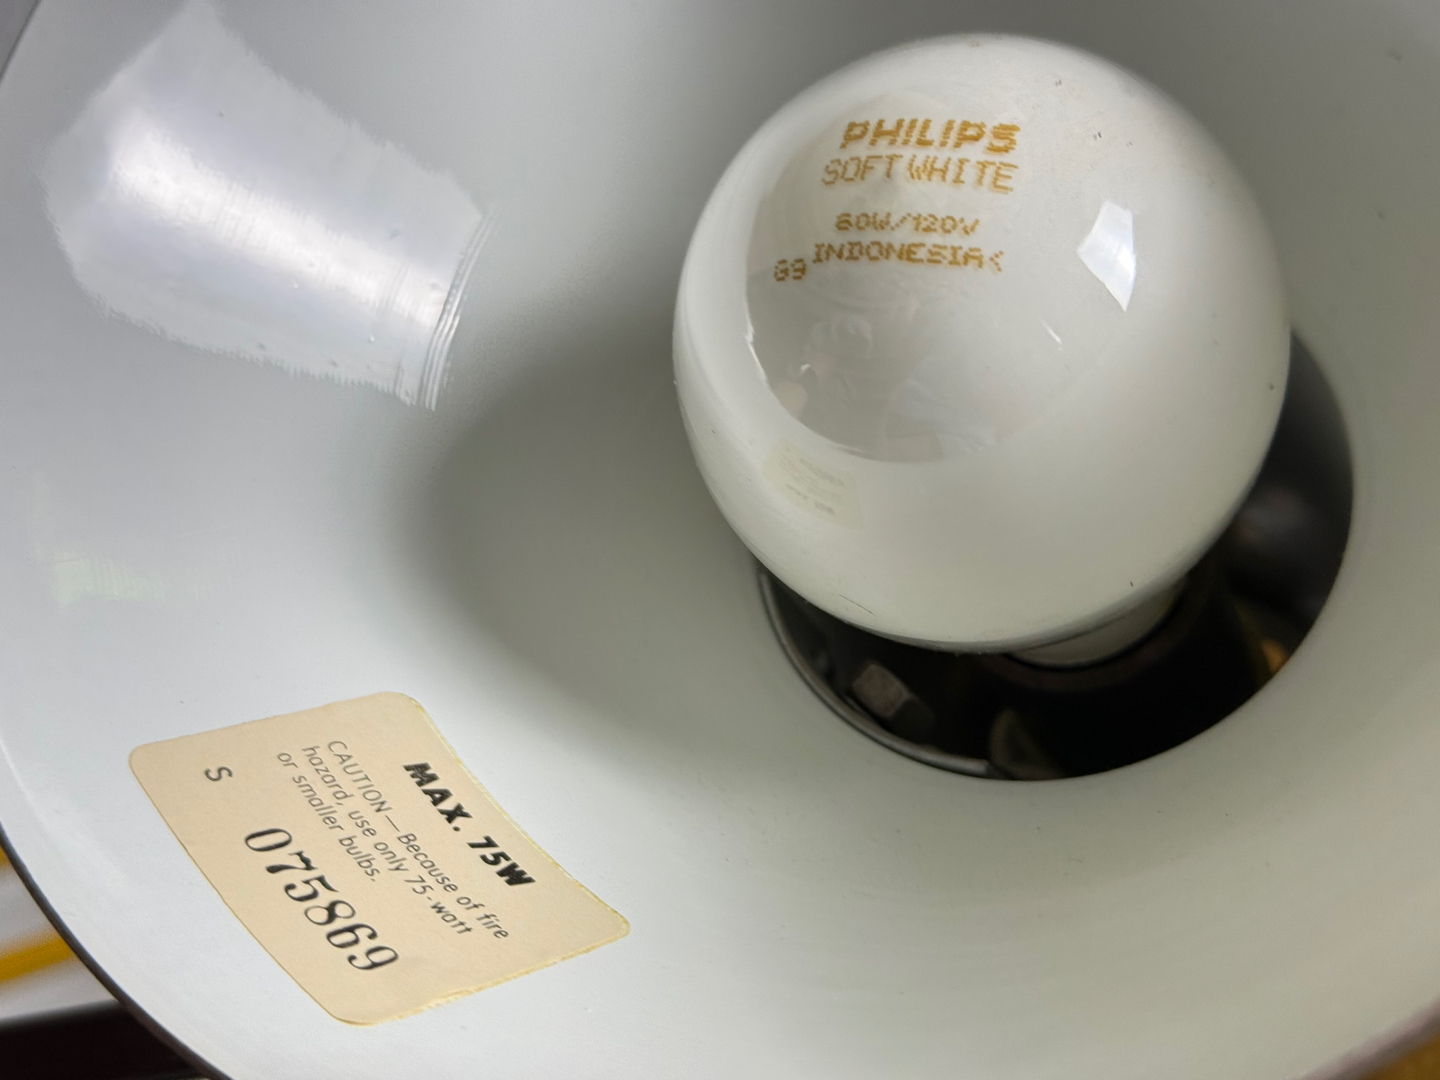 PHILIPS
SOFT WHITE
60W/120V
INDONESIA<
G9
MAX. 75W
CAUTION — Because of fire
hazard, use only 75-watt
or smaller bulbs.
S
075869